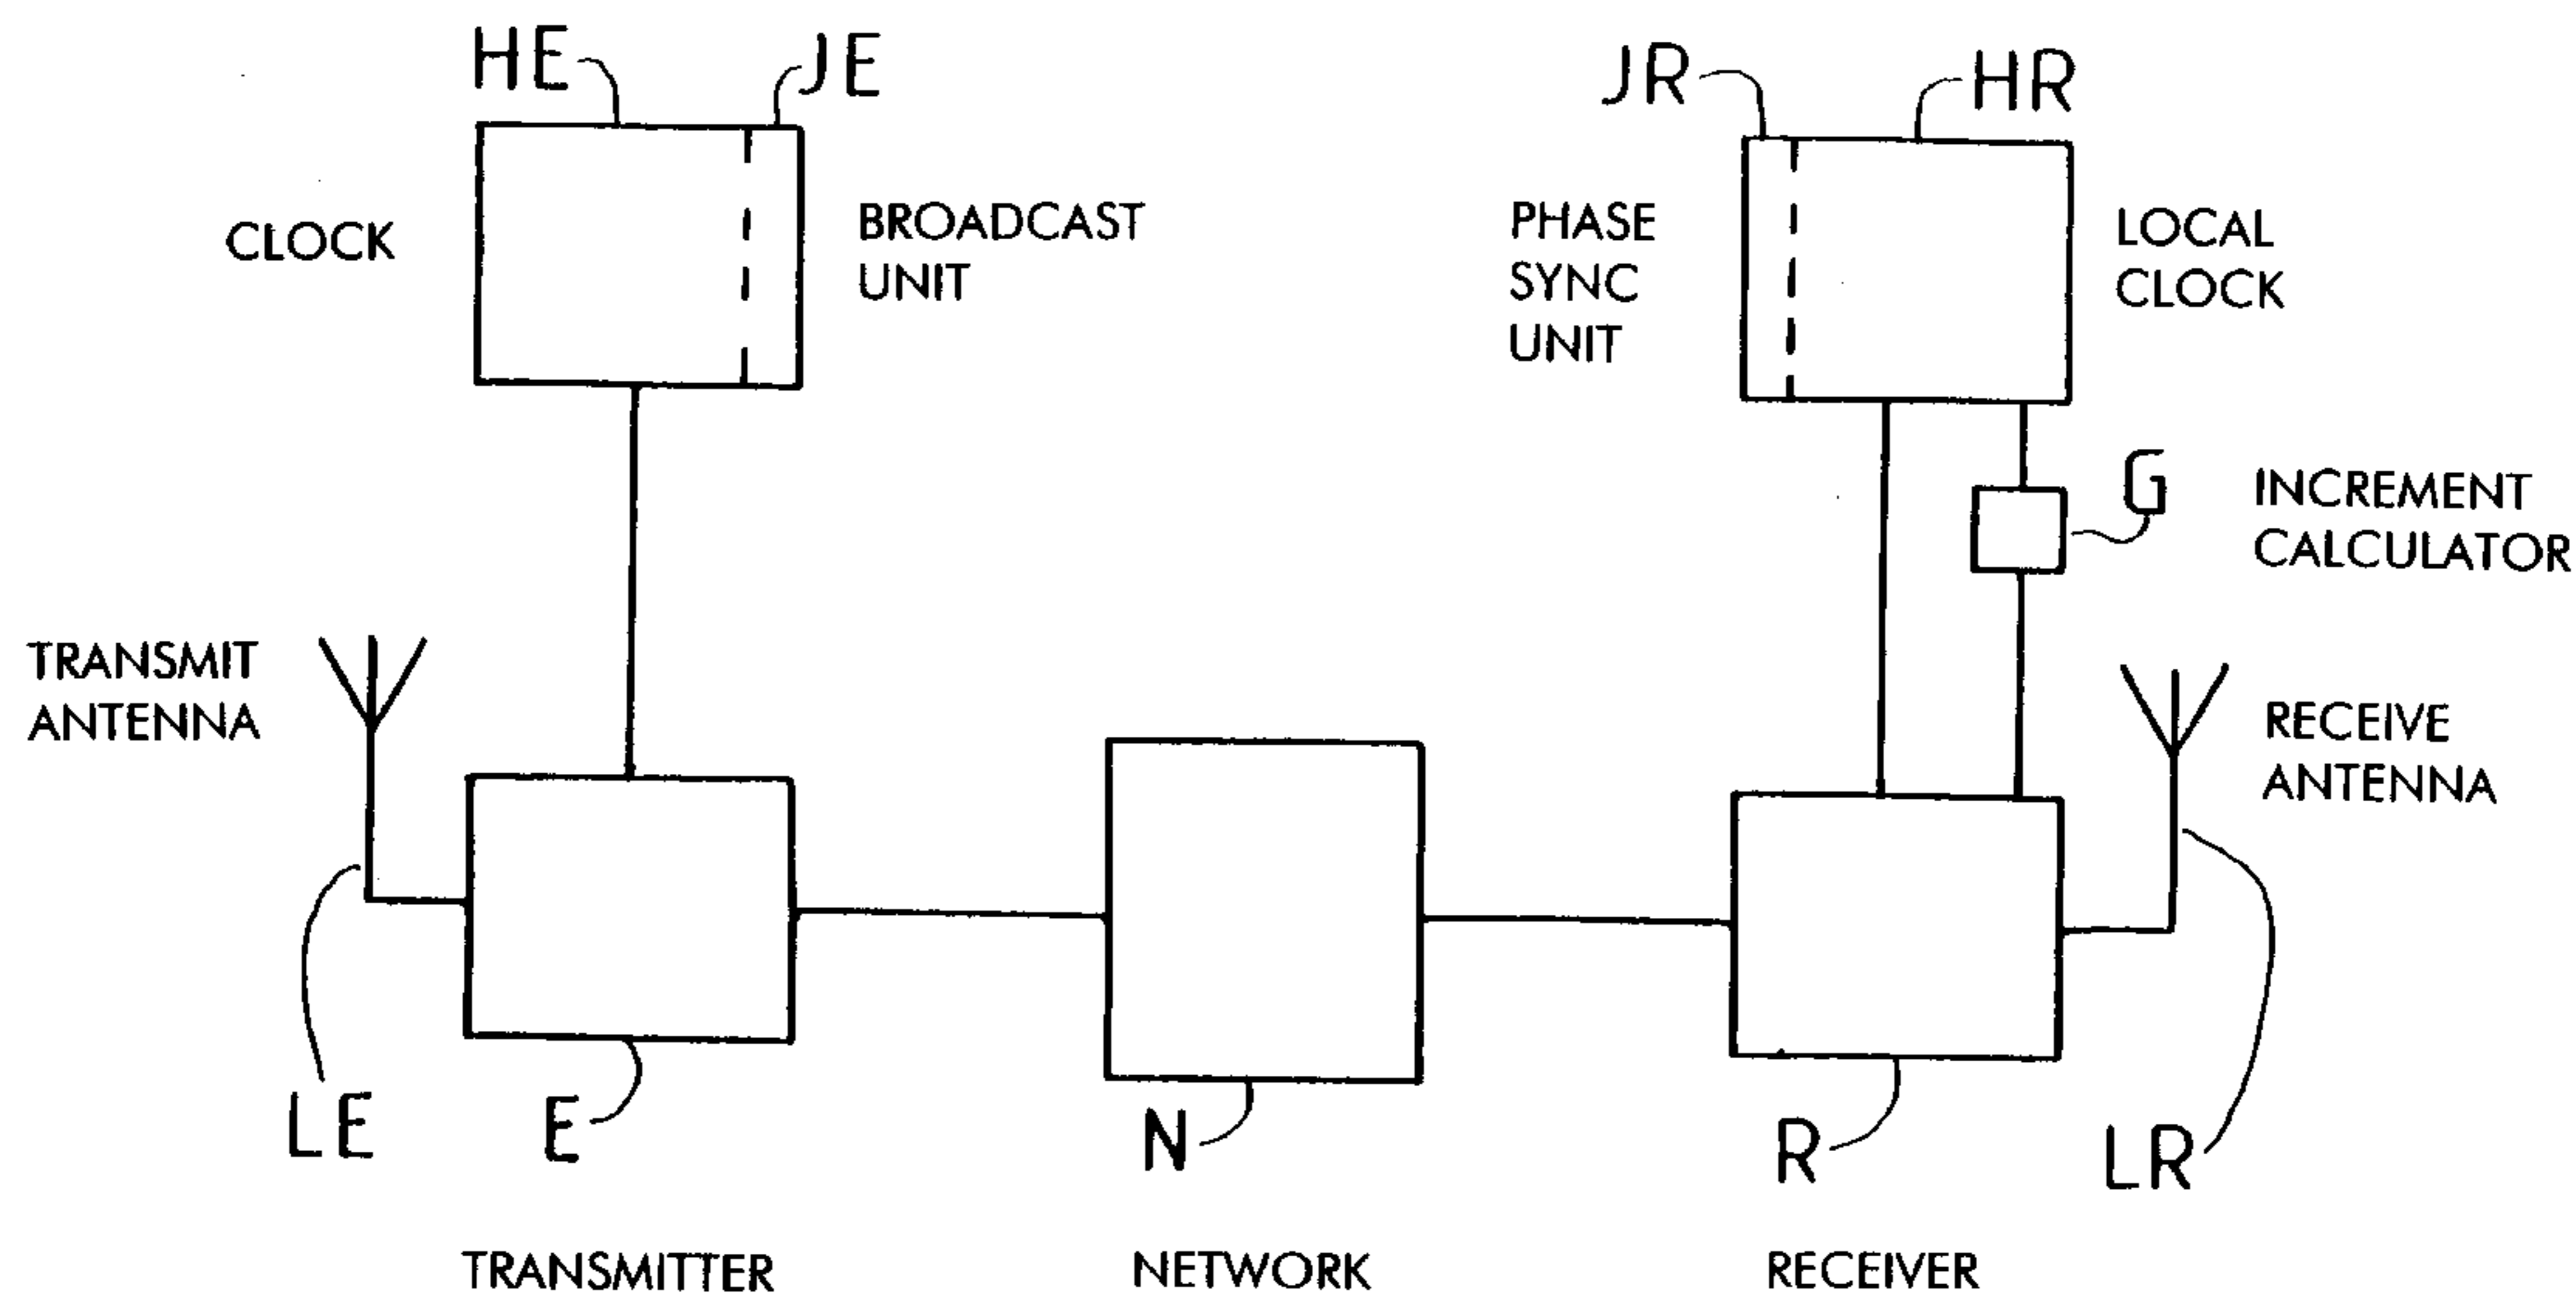 HE
JE
JR
HR
CLOCK
BROADCAST
UNIT
PHASE
SYNC
UNIT
LOCAL
CLOCK
G
INCREMENT
CALCULATOR
TRANSMIT
ANTENNA
RECEIVE
ANTENNA
LE
E
N
R
LR
TRANSMITTER
NETWORK
RECEIVER